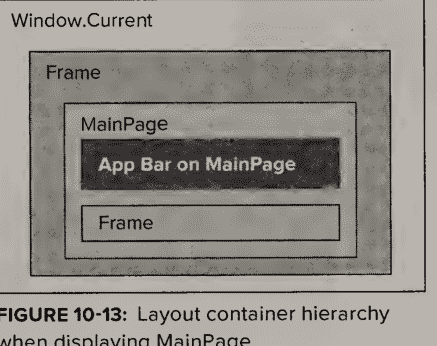 Window.Current
Frame
MainPage
App Bar on MainPage
Frame
FIGURE 10-13: Layout container hierarchy
when displaying MainPage